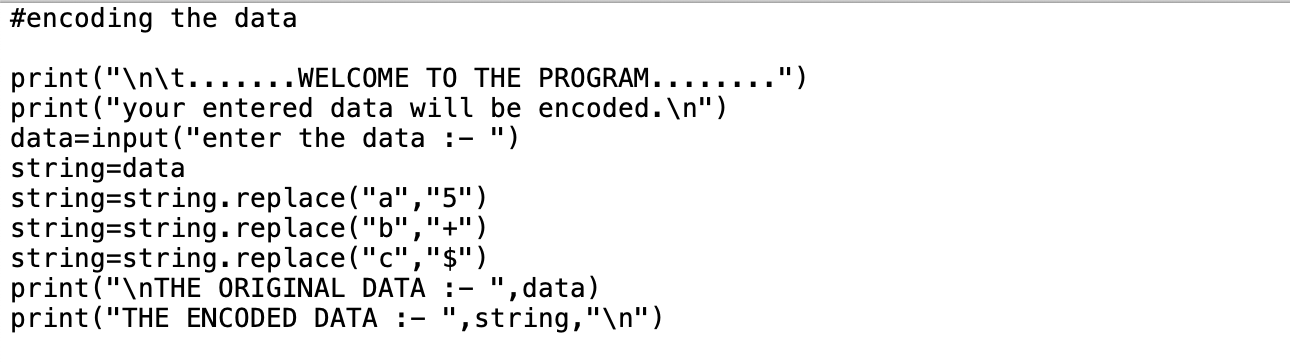 #encoding the data
print("\n\t.......WELCOME TO THE PROGRAM........")
print("your entered data will be encoded.\n")
data=input("enter the data :- ")
string=data
string=string.replace("a","5")
string=string.replace("b","+")
string=string.replace("c","$")
print("\nTHE ORIGINAL DATA :- ",data)
print("THE ENCODED DATA :- ",string,"\n")